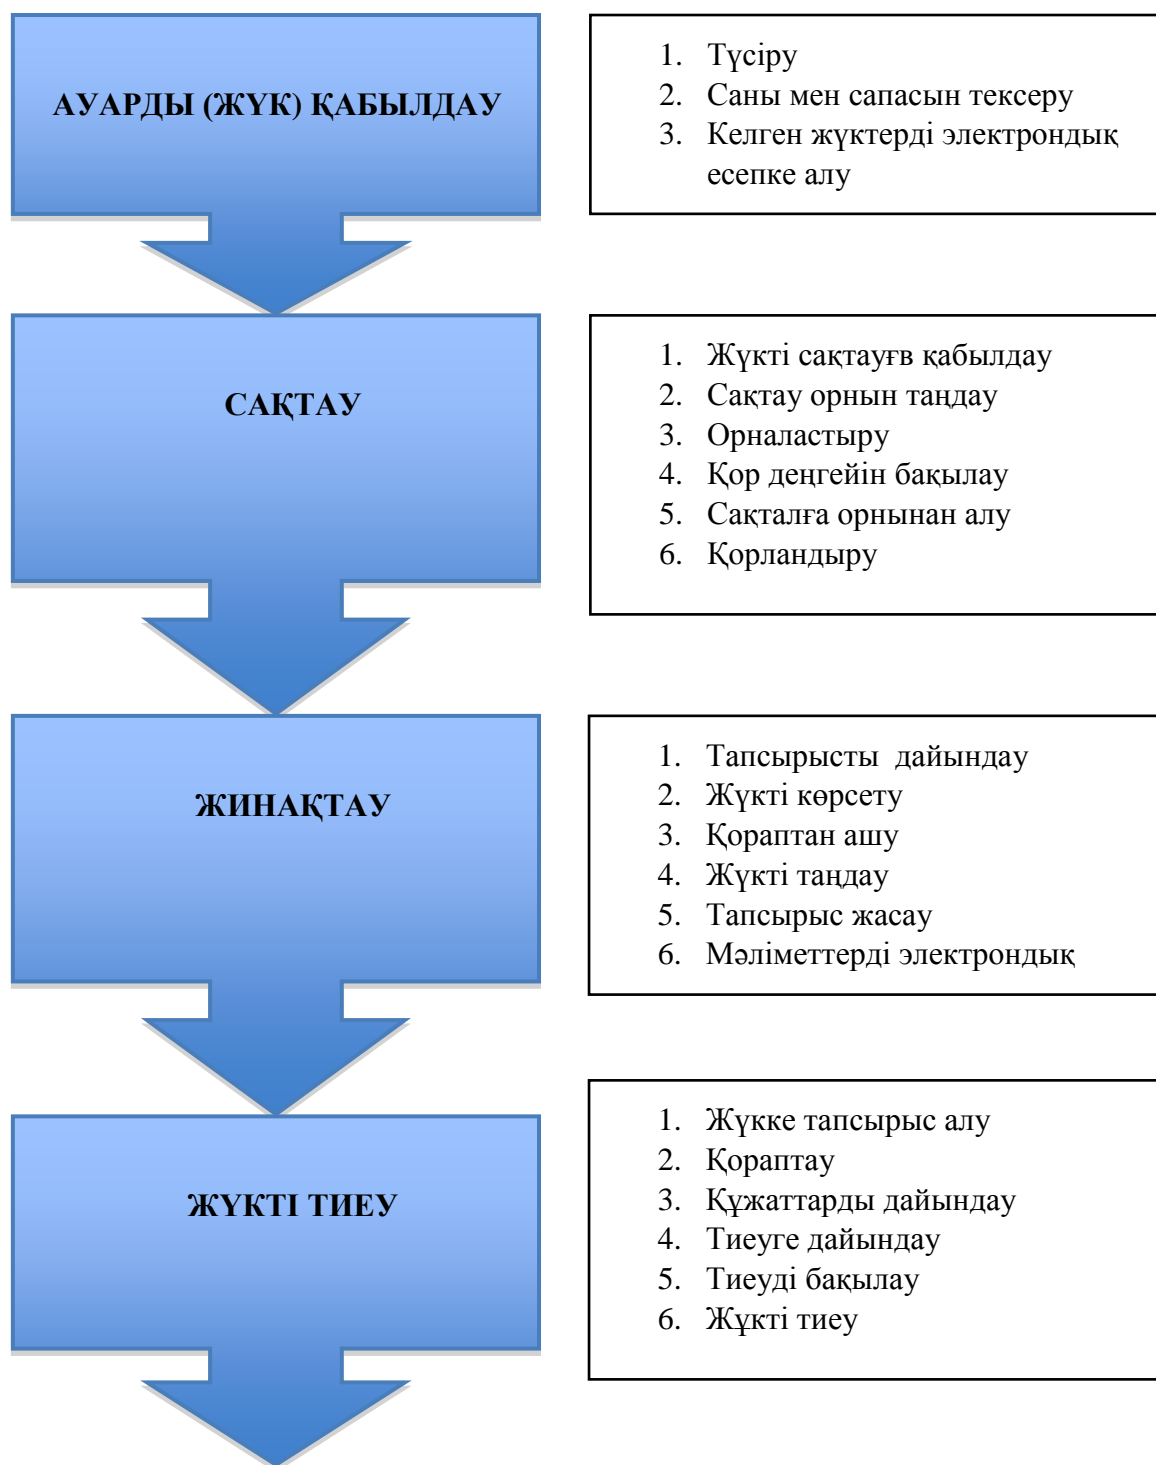 АУАРДЫ (ЖҮК) ҚАБЫЛДАУ
1. Түсіру
2. Саны мен сапасын тексеру
3. Келген жүктерді электрондық
есепке алу
САҚТАУ
1. Жүкті сақтауғв қабылдау
2. Сақтау орнын таңдау
3. Орналастыру
4. Қор деңгейін бақылау
5. Сақталға орнынан алу
6. Қорландыру
ЖИНАҚТАУ
1. Тапсырысты дайындау
2. Жүкті көрсету
3. Қораптан ашу
4. Жүкті таңдау
5. Тапсырыс жасау
6. Мәліметтерді электрондық
ЖҮКТІ ТИЕУ
1. Жүкке тапсырыс алу
2. Қораптау
3. Құжаттарды дайындау
4. Тиеуге дайындау
5. Тиеуді бақылау
6. Жұкті тиеу